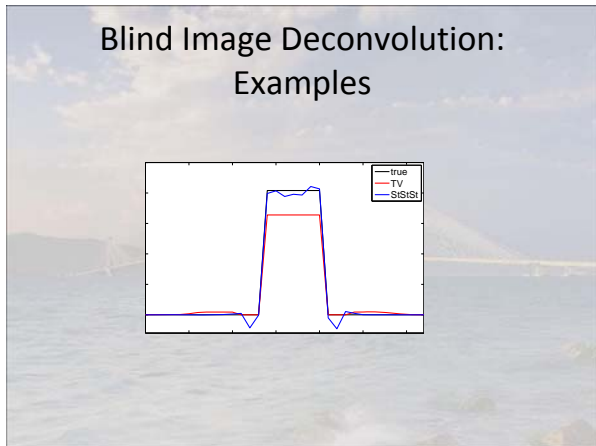 Blind Image Deconvolution:
Examples
true
TV
StStSt